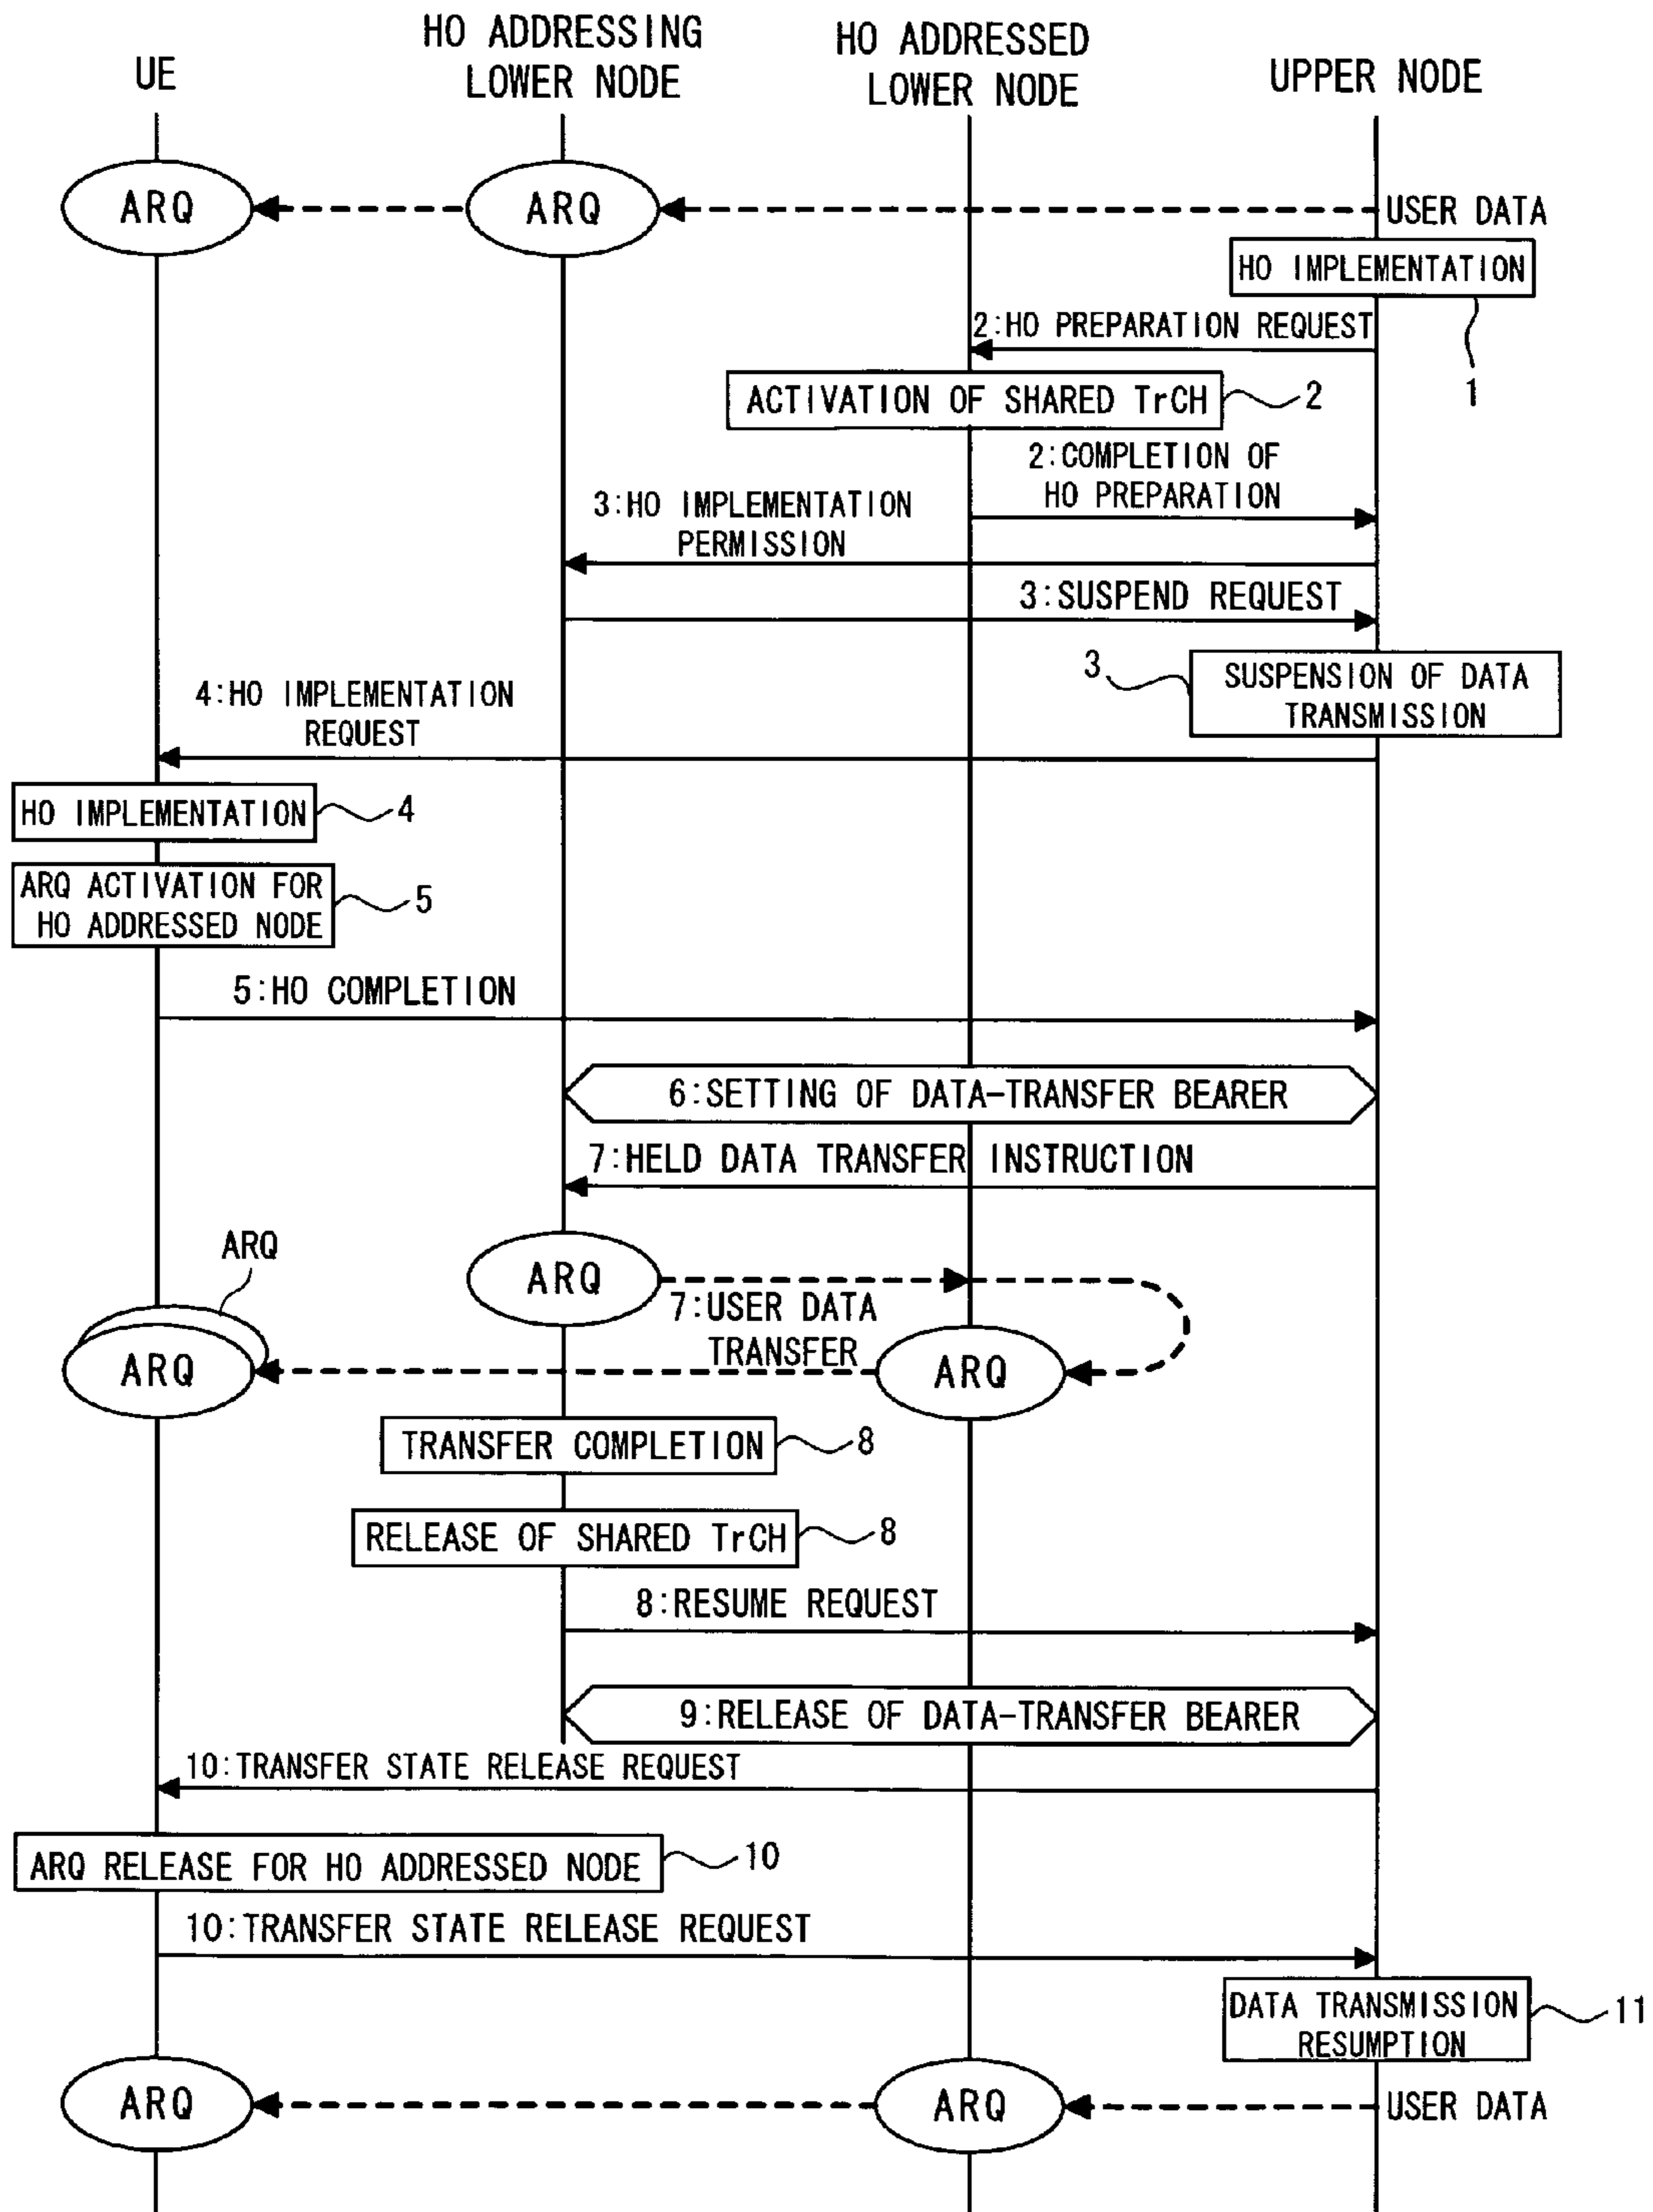 UE
HO ADDRESSING
LOWER NODE
HO ADDRESSED
LOWER NODE
UPPER NODE
ARQ
ARQ
USER DATA
HO IMPLEMENTATION
1
2:HO PREPARATION REQUEST
ACTIVATION OF SHARED TrCH
2
2:COMPLETION OF
HO PREPARATION
3:HO IMPLEMENTATION
PERMISSION
3:SUSPEND REQUEST
3
SUSPENSION OF DATA
TRANSMISSION
4:HO IMPLEMENTATION
REQUEST
HO IMPLEMENTATION
4
ARQ ACTIVATION FOR
HO ADDRESSED NODE
5
5:HO COMPLETION
6:SETTING OF DATA-TRANSFER BEARER
7:HELD DATA TRANSFER INSTRUCTION
ARQ
ARQ
7:USER DATA
TRANSFER
ARQ
ARQ
TRANSFER COMPLETION
8
RELEASE OF SHARED TrCH
8
8:RESUME REQUEST
9:RELEASE OF DATA-TRANSFER BEARER
10:TRANSFER STATE RELEASE REQUEST
ARQ RELEASE FOR HO ADDRESSED NODE
10
10:TRANSFER STATE RELEASE REQUEST
DATA TRANSMISSION
RESUMPTION
11
ARQ
ARQ
USER DATA